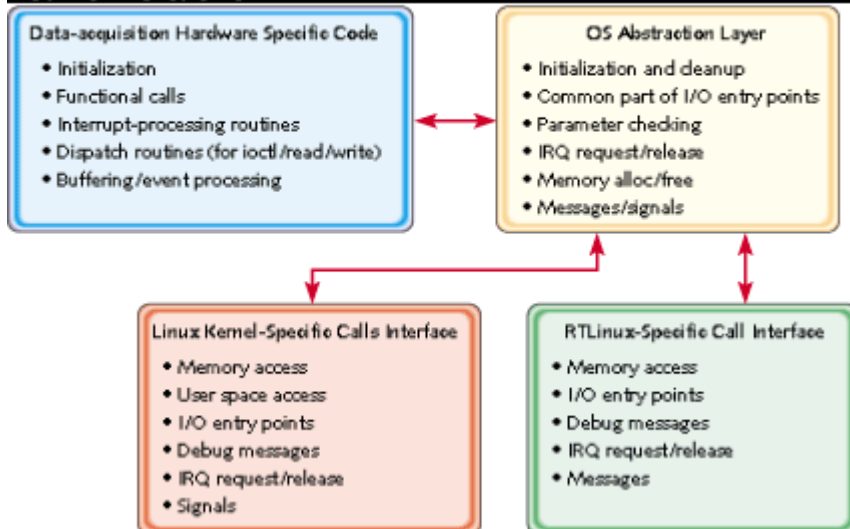 Data-acquisition Hardware Specific Code
• Initialization
• Functional calls
• Interrupt-processing routines
• Dispatch routines (for ioctl/read/write)
• Buffering/event processing
OS Abstraction Layer
• Initialization and cleanup
• Common part of I/O entry points
• Parameter checking
• IRQ request/release
• Memory alloc/free
• Messages/signals
Linux Kernel-Specific Calls Interface
• Memory access
• User space access
• I/O entry points
• Debug messages
• IRQ request/release
• Signals
RTLinux-Specific Call Interface
• Memory access
• I/O entry points
• Debug messages
• IRQ request/release
• Messages